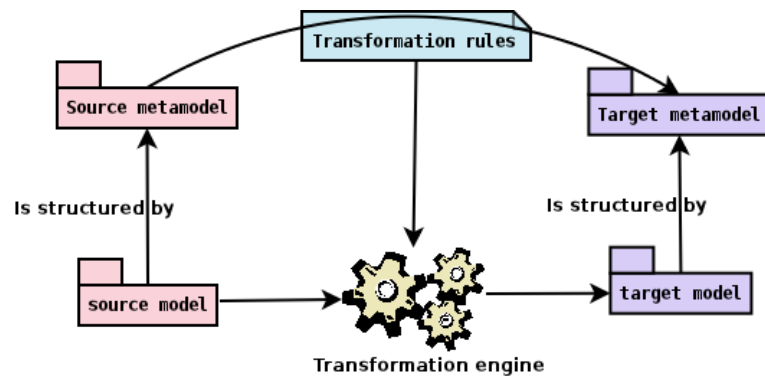 Transformation rules
Source metamodel
Target metamodel
Is structured by
Is structured by
source model
target model
Transformation engine